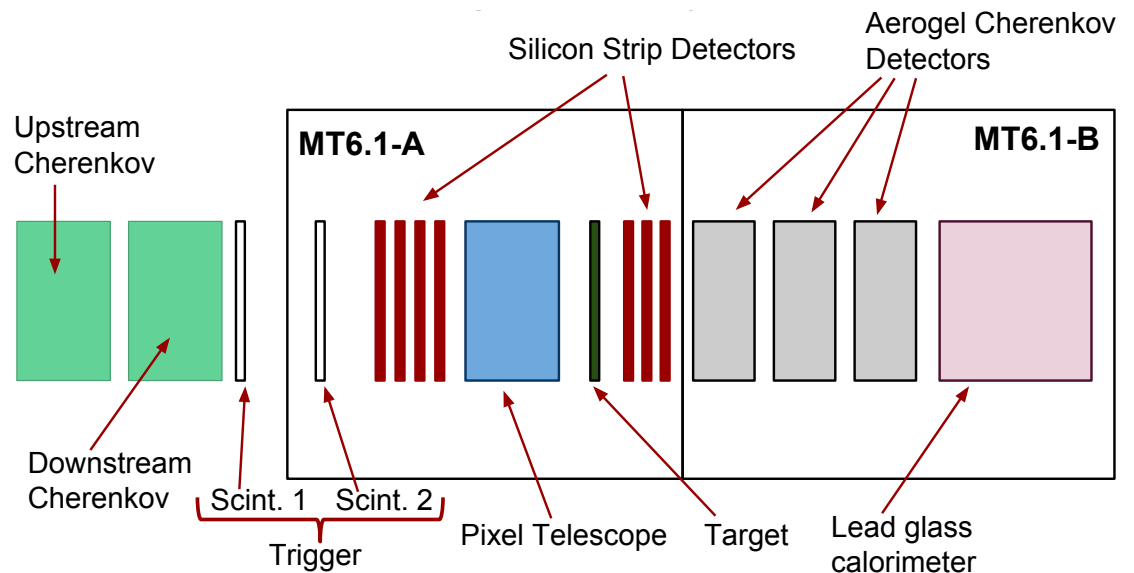 Silicon Strip Detectors
Aerogel Cherenkov
Detectors
Upstream
Cherenkov
MT6.1-A
MT6.1-B
Downstream
Cherenkov
Scint. 1
Scint. 2
Trigger
Pixel Telescope
Target
Lead glass
calorimeter